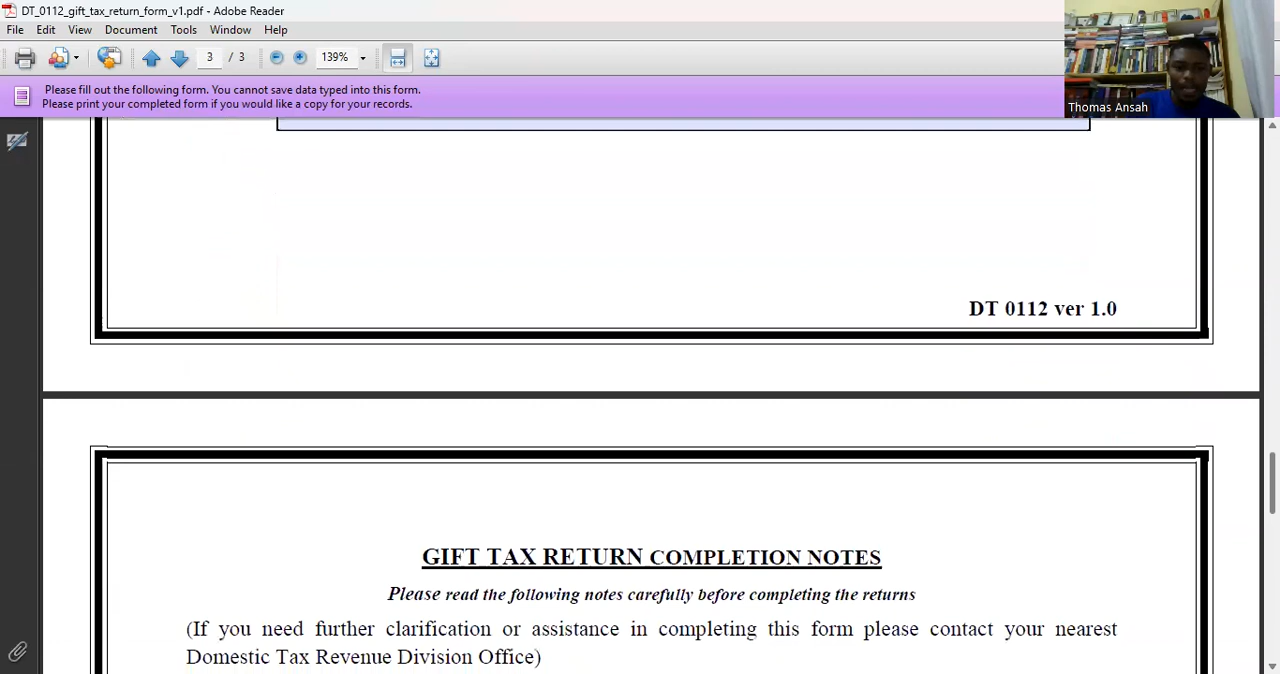 DT_0112_gift_tax_return_form_v1.pdf - Adobe Reader
File Edit View Document Tools Window Help
3 / 3 139%
Please fill out the following form. You cannot save data typed into this form.
Please print your completed form if you would like a copy for your records.
Thomas Ansah
DT 0112 ver 1.0
GIFT TAX RETURN COMPLETION NOTES
Please read the following notes carefully before completing the returns
(If you need further clarification or assistance in completing this form please contact your nearest
Domestic Tax Revenue Division Office)